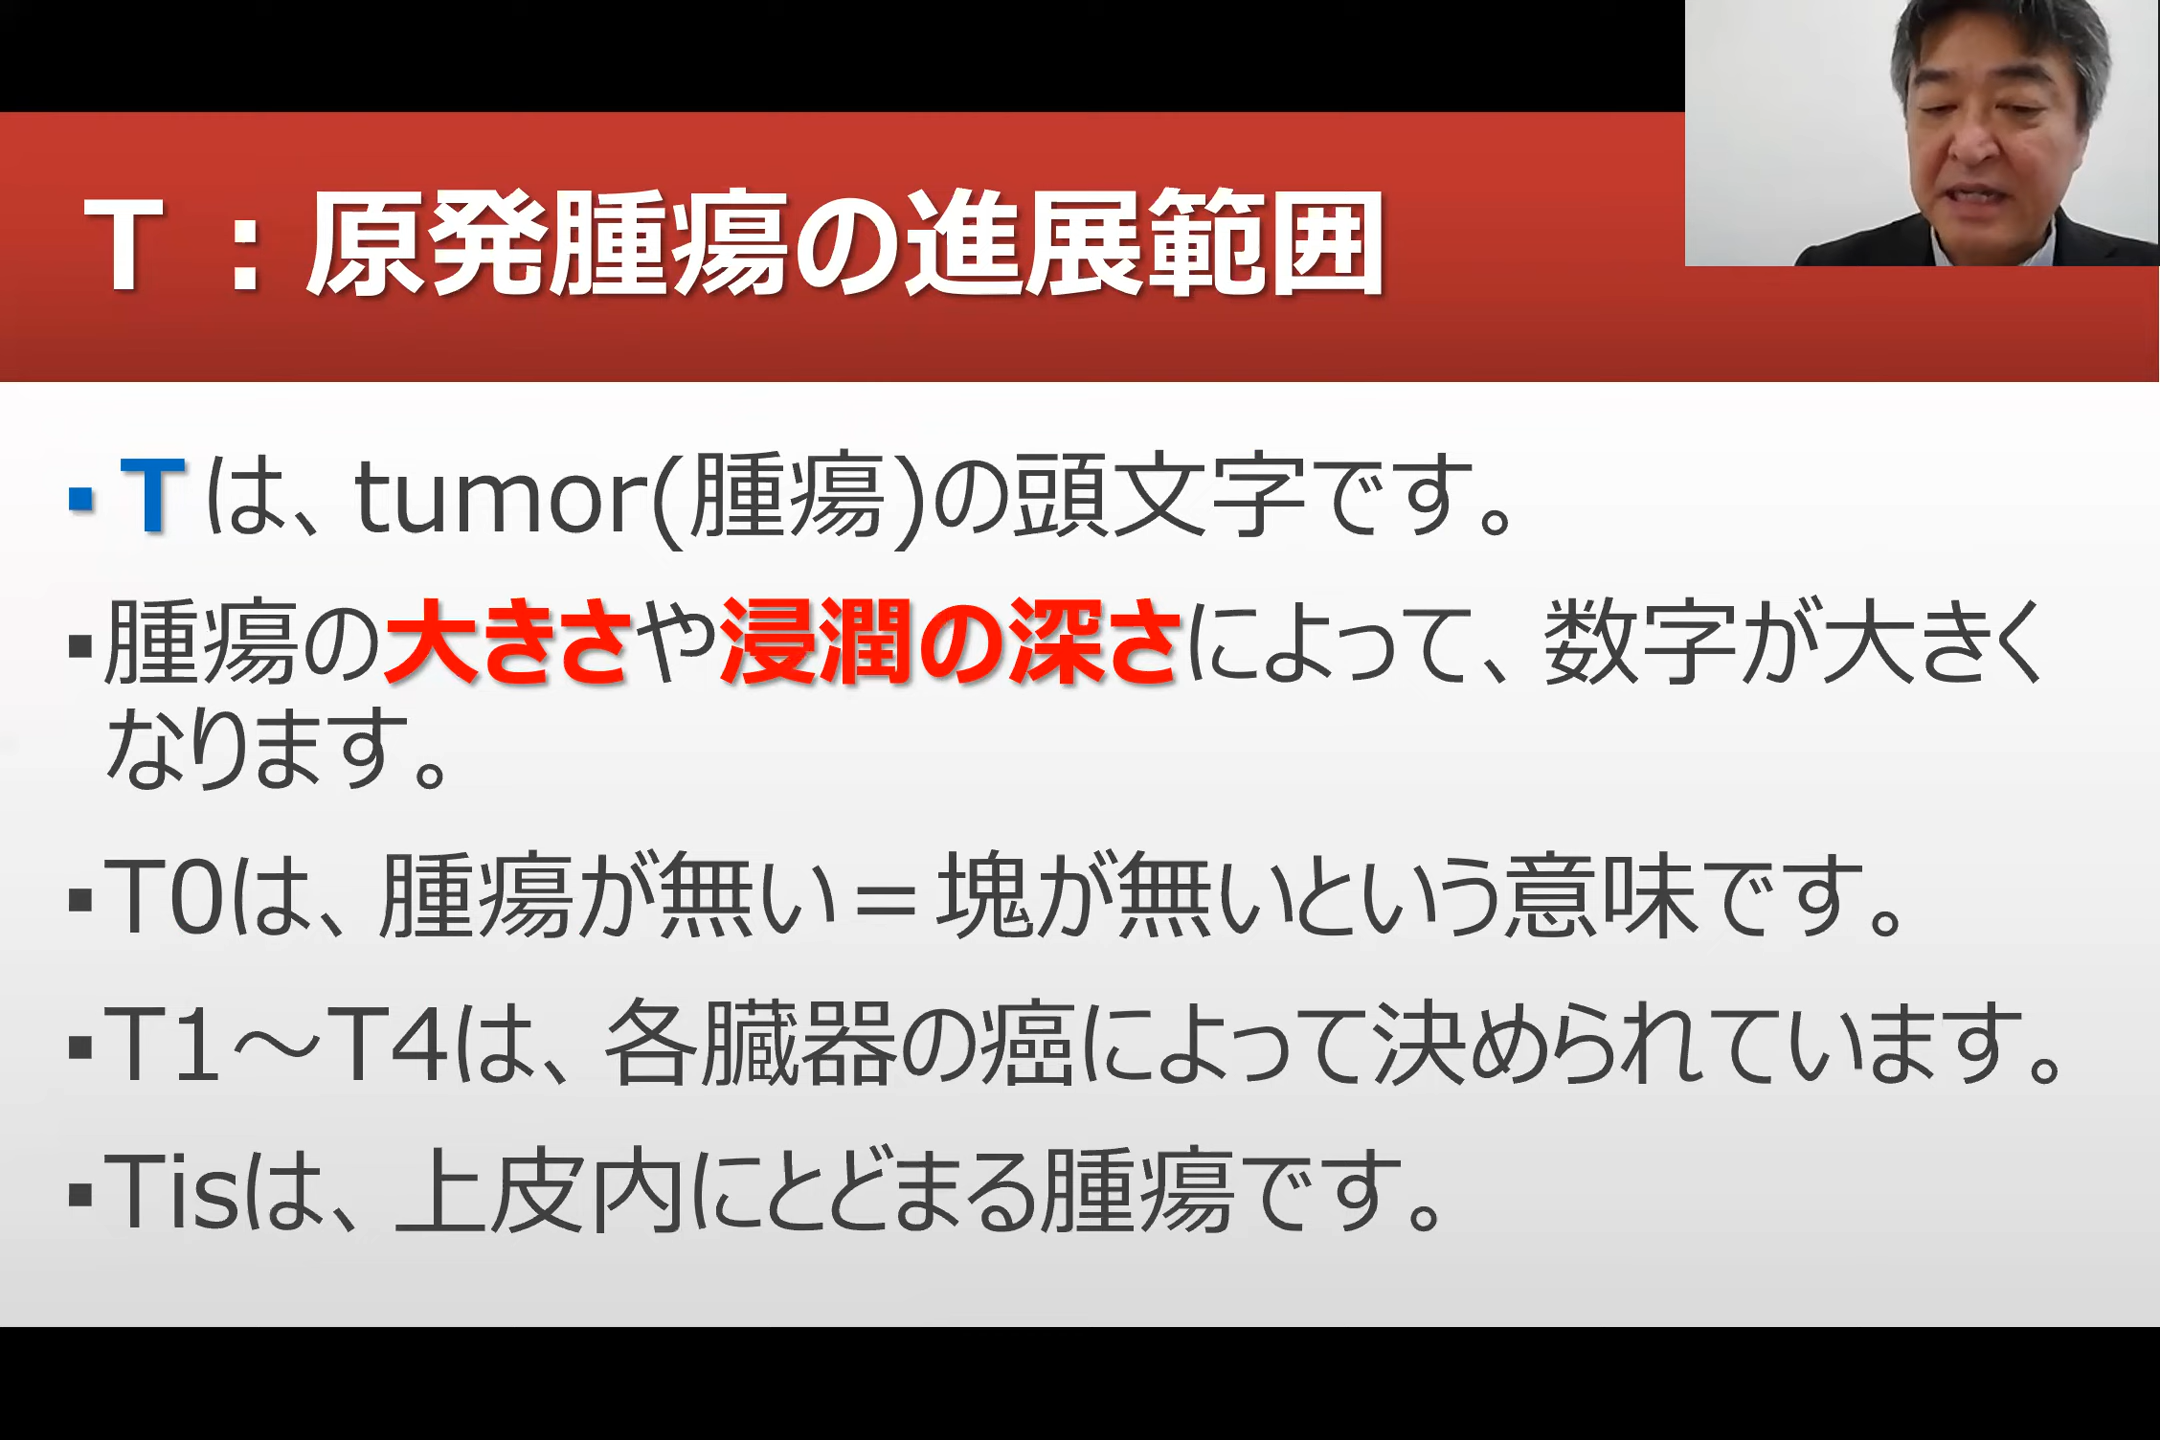 T：原発腫瘍の進展範囲
▪Tは、tumor(腫瘍)の頭文字です。
▪腫瘍の大きさや浸潤の深さによって、数字が大きく
なります。
▪T0は、腫瘍が無い＝塊が無いという意味です。
▪T1～T4は、各臓器の癌によって決められています。
▪Tisは、上皮内にとどまる腫瘍です。